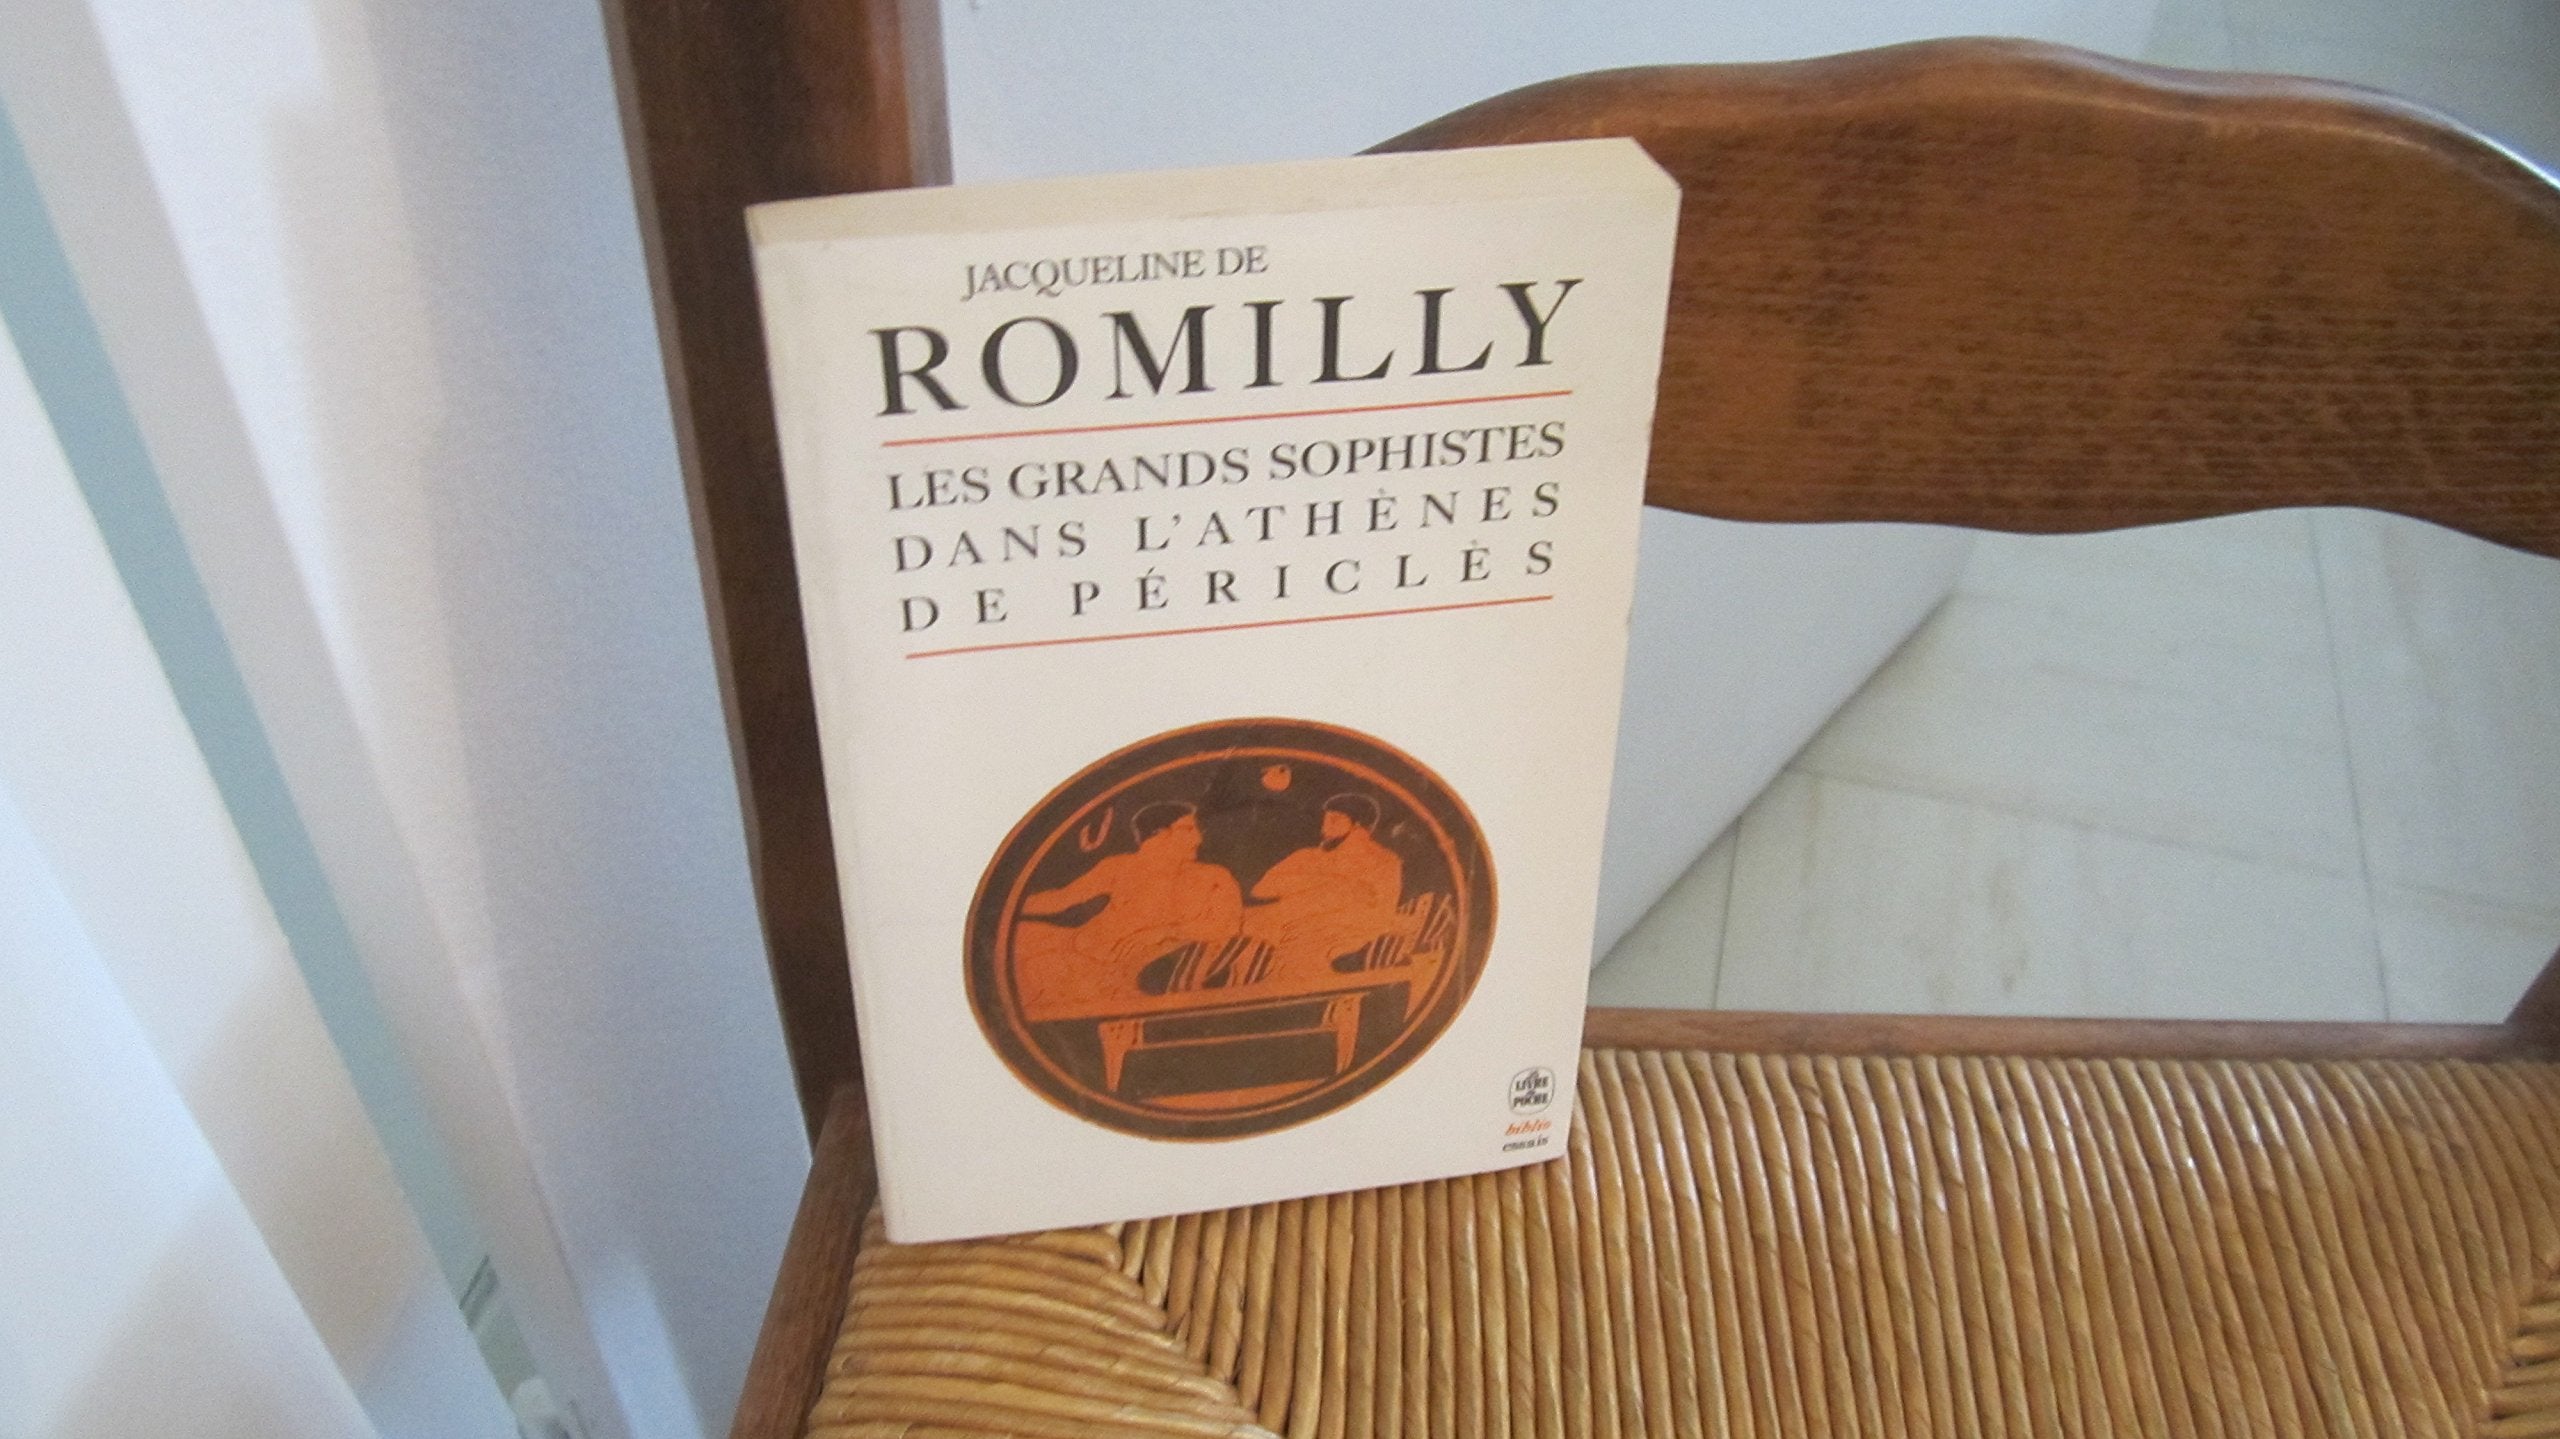 JACQUELINE DE
ROMILLY
LES GRANDS SOPHISTES
DANS L'ATHÈNES
DE PÉRICLÈS
LE LIVRE
DE POCHE
biblio
essais